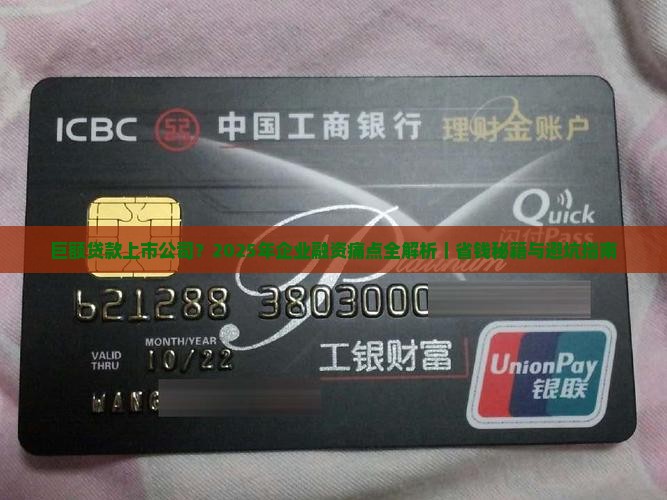 ICBC 中国工商银行 理财金账户
Quick
闪付Pass
巨额贷款上市公司？2025年企业融资痛点全解析｜省钱秘籍与避坑指南
Platinum
621288 3803000
MONTH/YEAR
VALID THRU 10/22
工银财富
UnionPay
银联
WANG